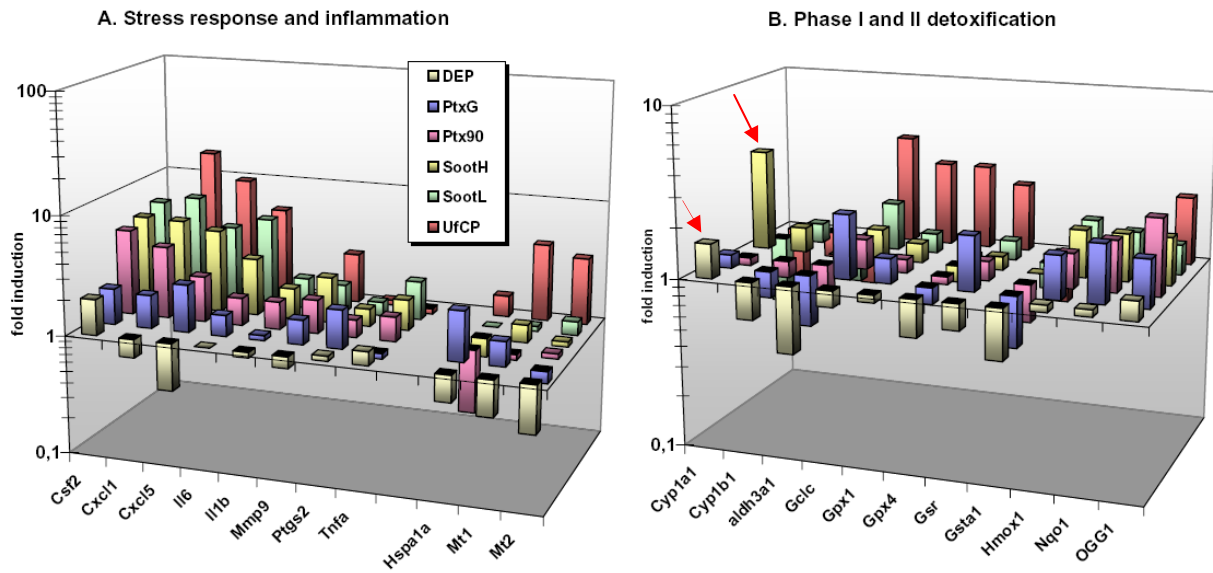 A. Stress response and inflammation
100
10
1
0,1
fold induction
DEP
PtxG
Ptx90
SootH
SootL
UfCP
Csf2
Cxcl1
Cxcl5
Il6
Il1b
Mmp9
Ptgs2
Tnfa
Hspa1a
Mt1
Mt2
B. Phase I and II detoxification
10
1
0,1
fold induction
Cyp1a1
Cyp1b1
aldh3a1
Gclc
Gpx1
Gpx4
Gsr
Gsta1
Hmox1
Nqo1
OGG1